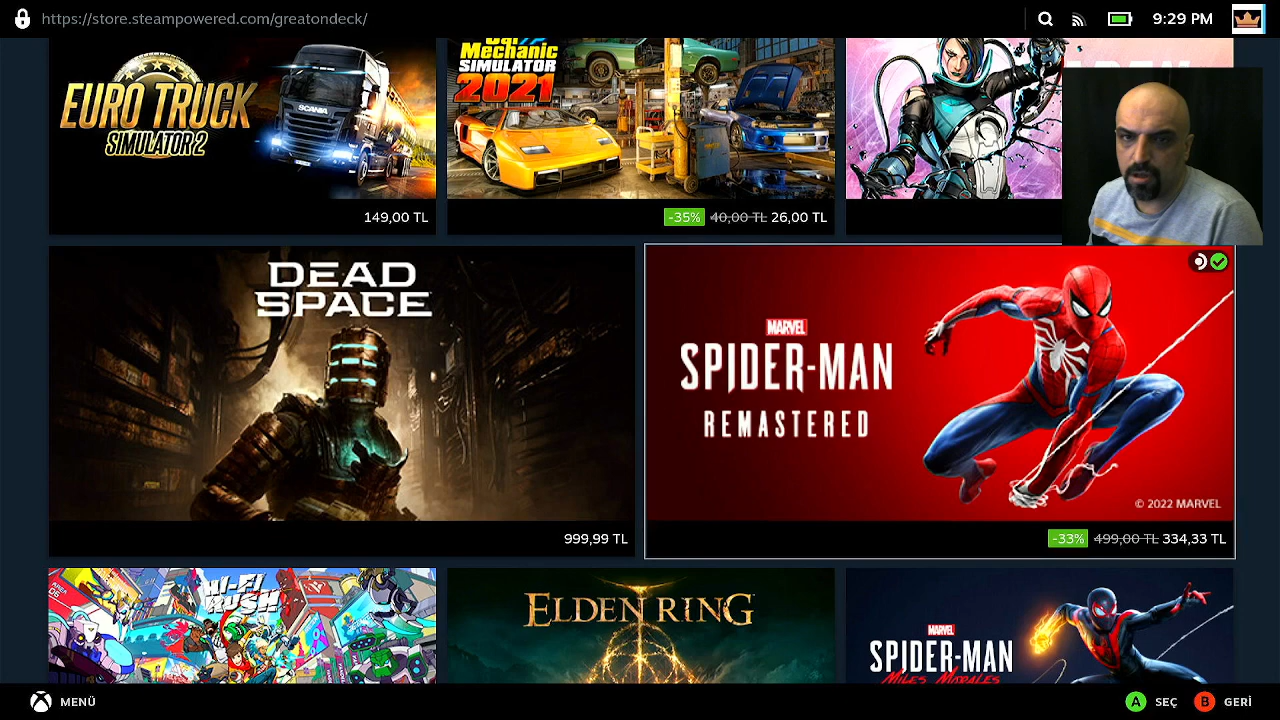 https://store.steampowered.com/greatondeck/
9:29 PM
EURO TRUCK
SIMULATOR 2
SCANIA
149,00 TL
Car
Mechanic
SIMULATOR
2021
-35% 40,00 TL 26,00 TL
DEAD
SPACE
999,99 TL
MARVEL
SPIDER-MAN
REMASTERED
© 2022 MARVEL
-33% 499,00 TL 334,33 TL
HI-FI
RUSH
ELDEN RING
MARVEL
SPIDER-MAN
MILES MORALES
MENÜ
A SEÇ B GERİ